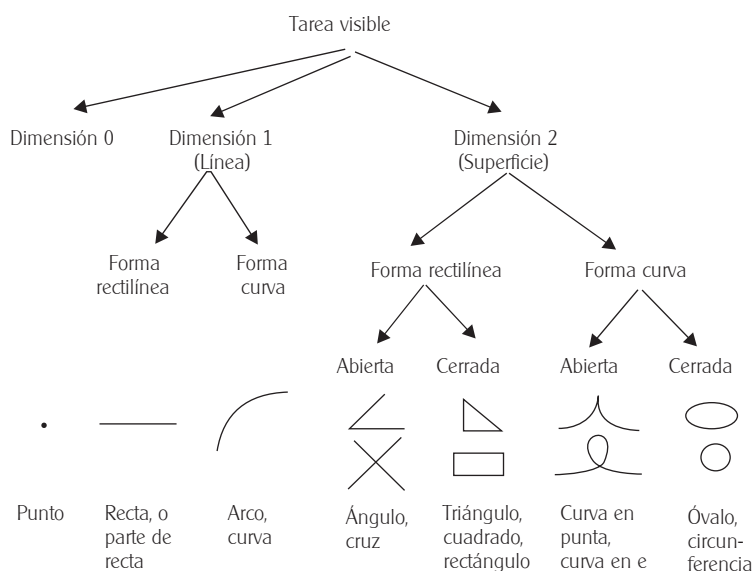 Tarea visible
Dimensión 0
Dimensión 1
(Línea)
Dimensión 2
(Superficie)
Forma
rectilínea
Forma
curva
Forma rectilínea
Forma curva
Abierta
Cerrada
Abierta
Cerrada
Punto
Recta, o
parte de
recta
Arco,
curva
Ángulo,
cruz
Triángulo,
cuadrado,
rectángulo
Curva en
punta,
curva en e
Óvalo,
circun-
ferencia